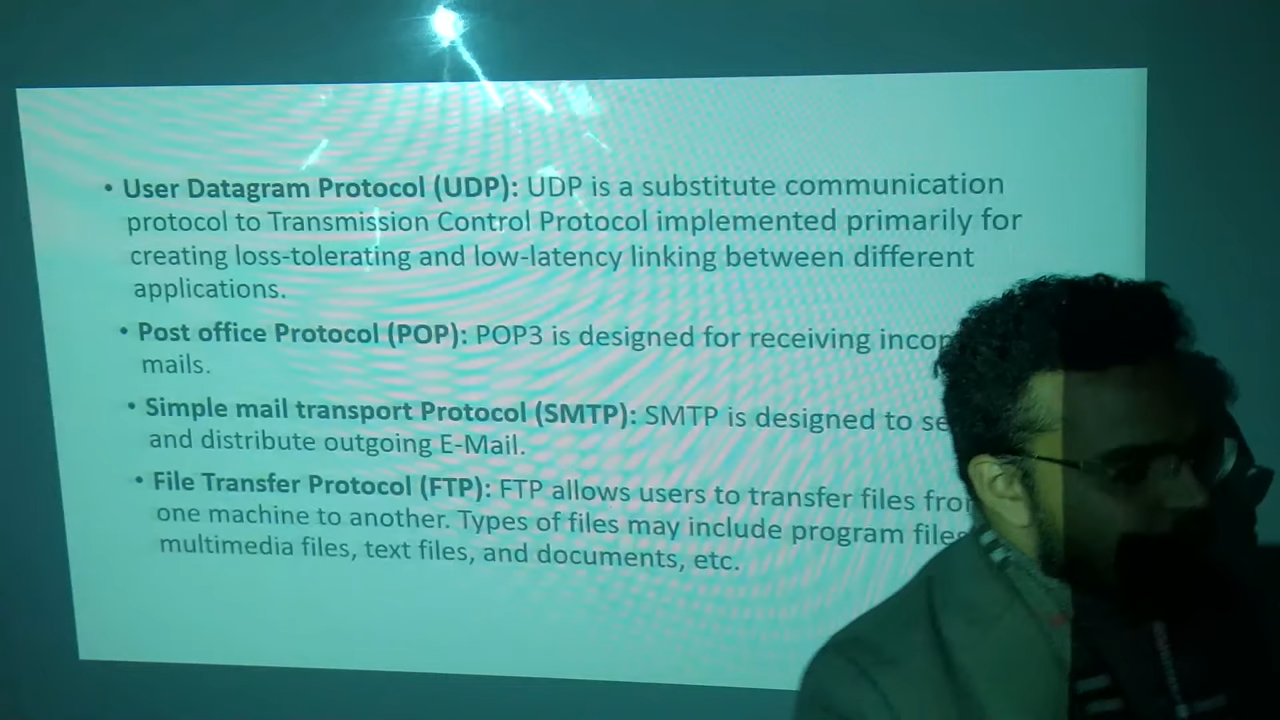 • User Datagram Protocol (UDP): UDP is a substitute communication
protocol to Transmission Control Protocol implemented primarily for
creating loss-tolerating and low-latency linking between different
applications.
• Post office Protocol (POP): POP3 is designed for receiving
mails.
• Simple mail transport Protocol (SMTP): SMTP is designed to
and distribute outgoing E-Mail.
• File Transfer Protocol (FTP): FTP allows users to transfer files
one machine to another. Types of files may include program
multimedia files, text files, and documents, etc.